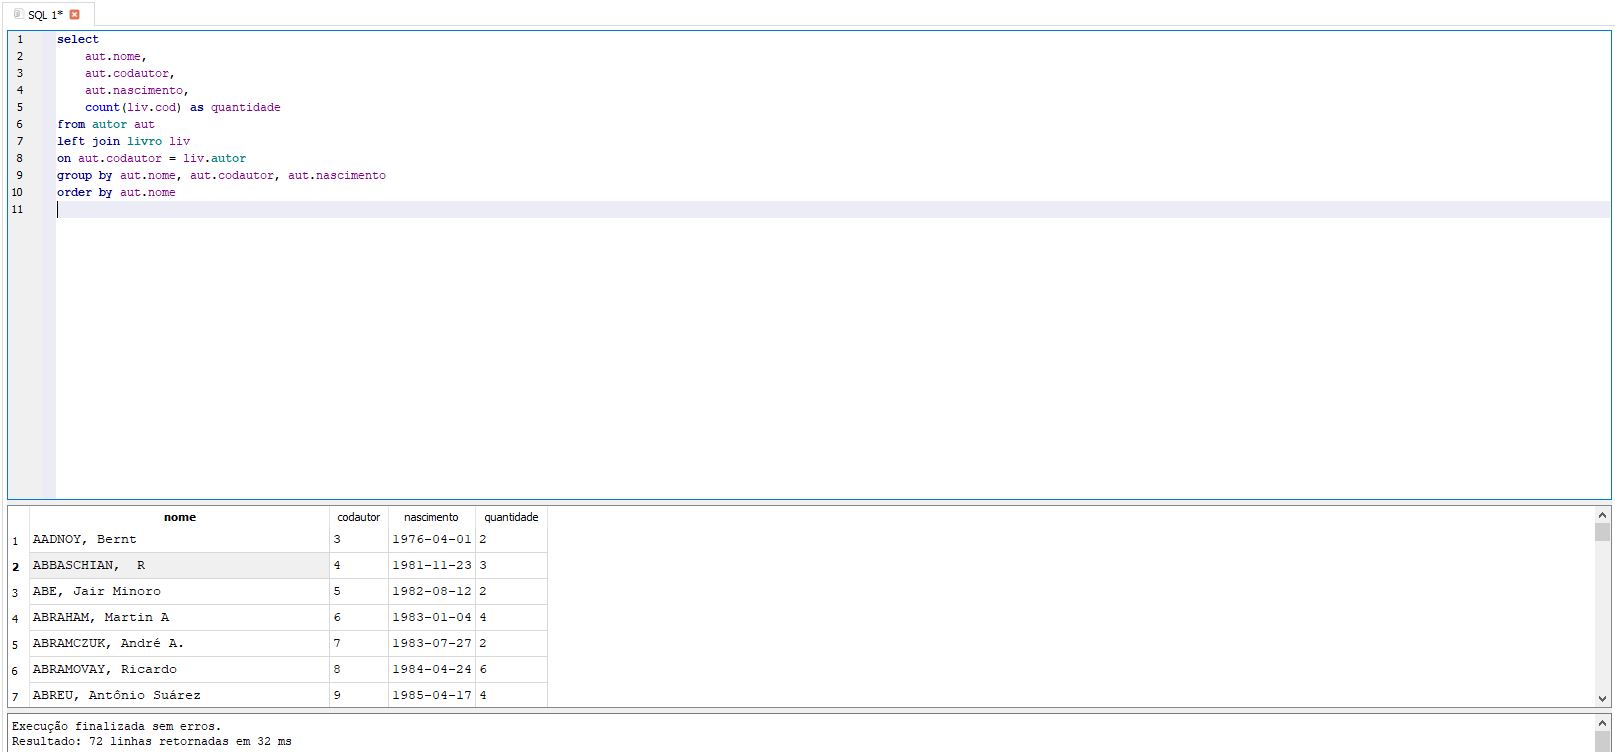 SQL 1*
1 select
2 aut.nome,
3 aut.codautor,
4 aut.nascimento,
5 count(liv.cod) as quantidade
6 from autor aut
7 left join livro liv
8 on aut.codautor = liv.autor
9 group by aut.nome, aut.codautor, aut.nascimento
10 order by aut.nome
11
nome codautor nascimento quantidade
1 AADNOY, Bernt 3 1976-04-01 2
2 ABBASCHIAN,  R 4 1981-11-23 3
3 ABE, Jair Minoro 5 1982-08-12 2
4 ABRAHAM, Martin A 6 1983-01-04 4
5 ABRAMCZUK, André A. 7 1983-07-27 2
6 ABRAMOVAY, Ricardo 8 1984-04-24 6
7 ABREU, Antônio Suárez 9 1985-04-17 4
Execução finalizada sem erros.
Resultado: 72 linhas retornadas em 32 ms